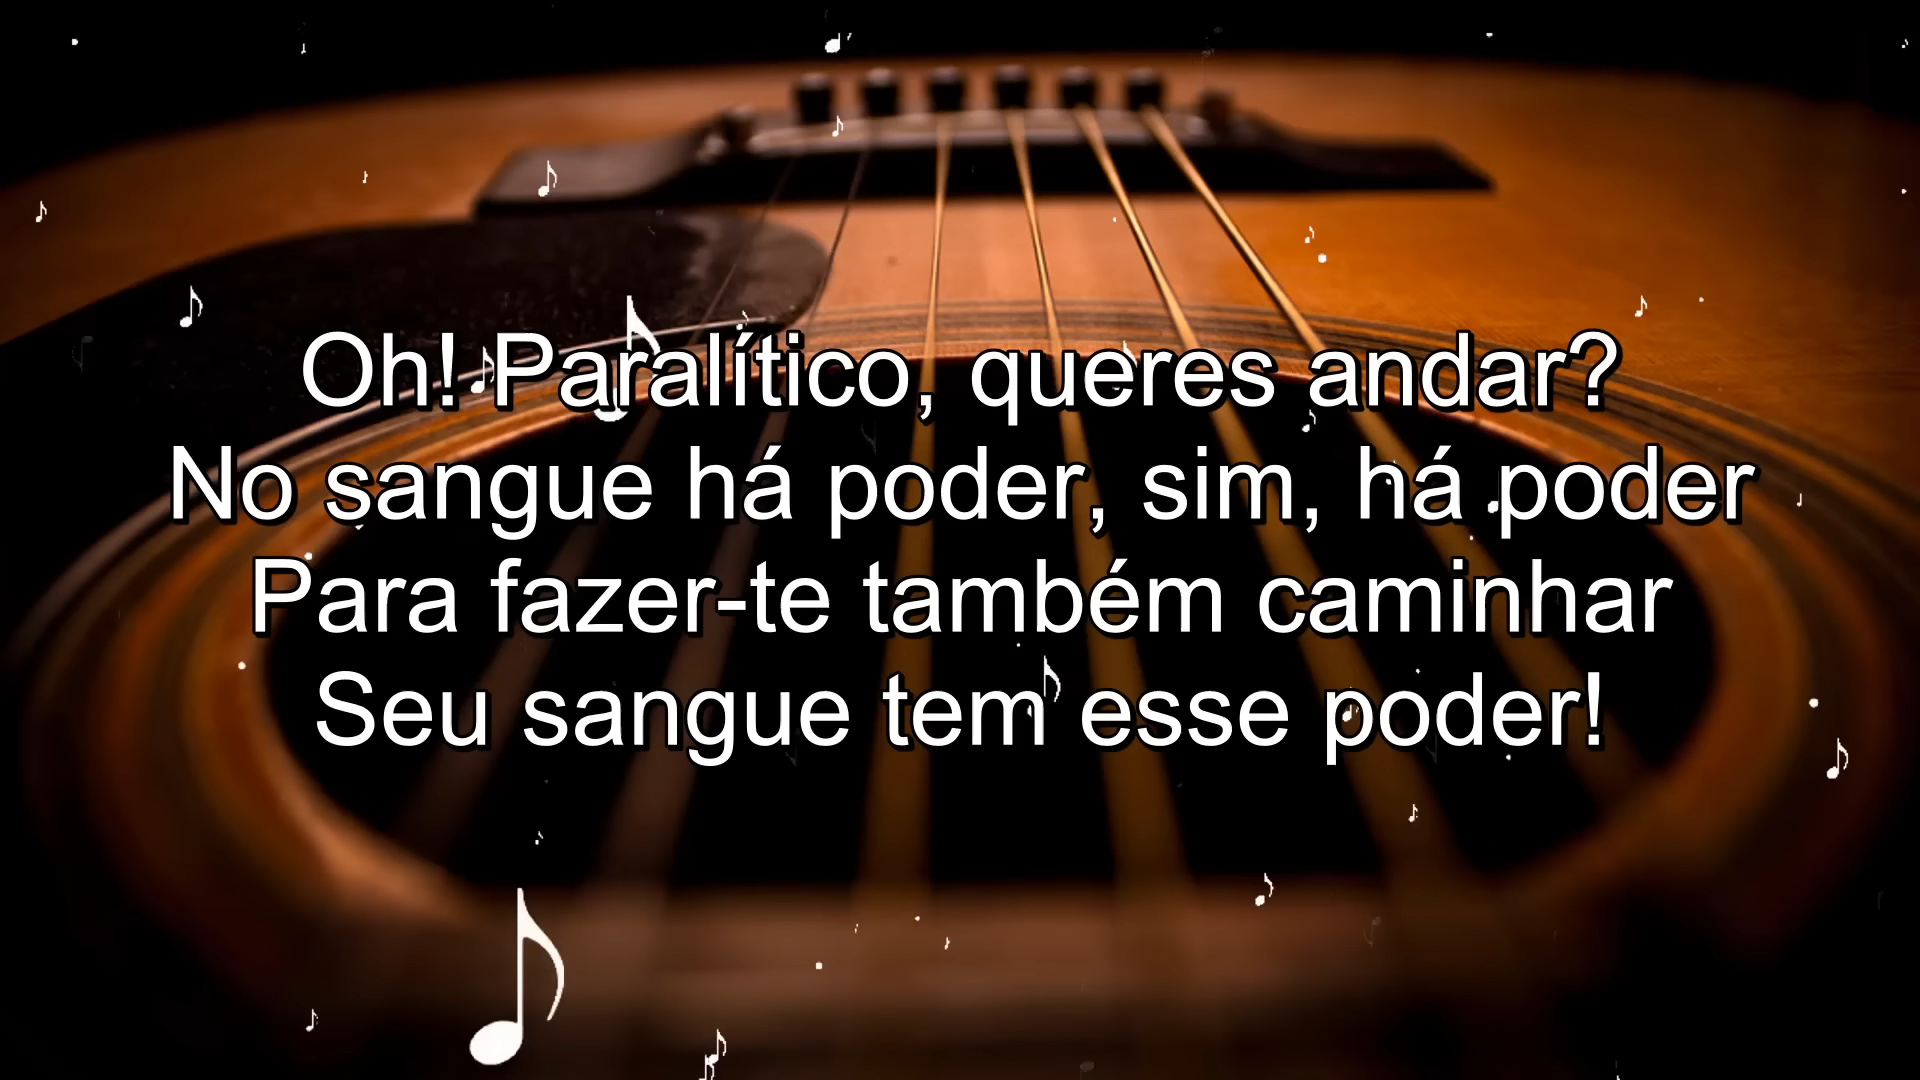 Oh! Paralítico, queres andar?
No sangue há poder, sim, há poder
Para fazer-te também caminhar
Seu sangue tem esse poder!